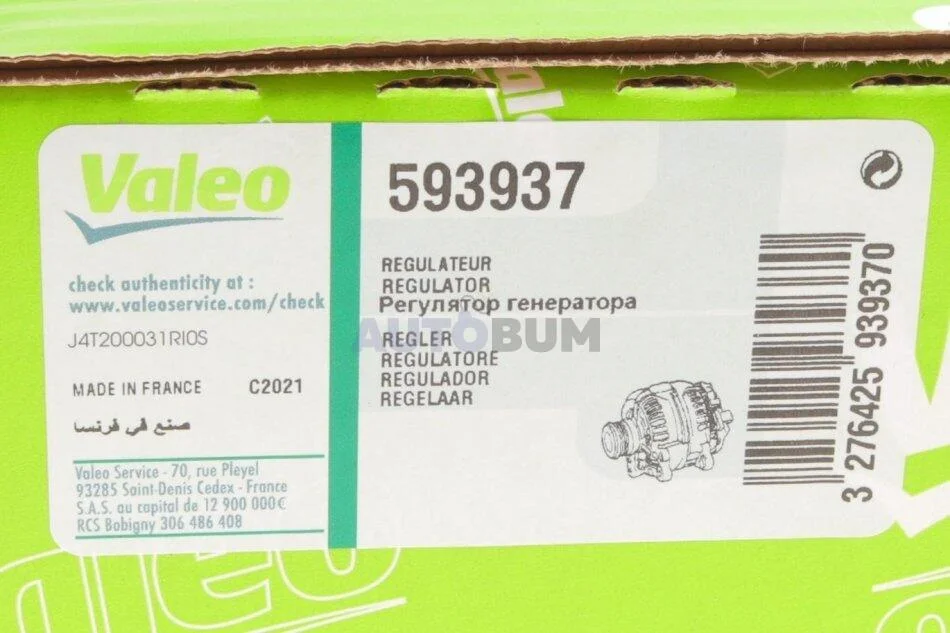 Valeo
check authenticity at :
www.valeoservice.com/check
J4T200031RI0S
MADE IN FRANCE C2021
صنع في فرنسا
Valeo Service - 70, rue Pleyel
93285 Saint-Denis Cedex - France
S.A.S. au capital de 12 900 000€
RCS Bobigny 306 486 408
593937
REGULATEUR
REGULATOR
Регулятор генератора
REGLER
REGULATORE
REGULADOR
REGELAAR
AUTOBUM
3 276425 939370